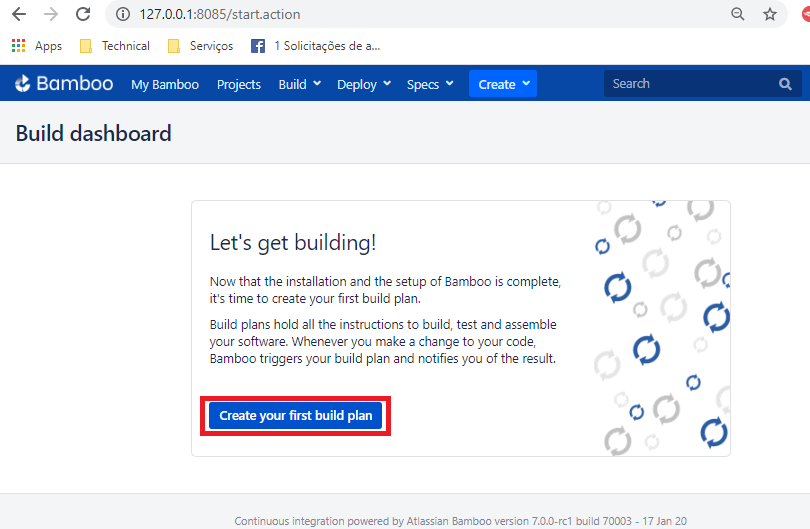 127.0.0.1:8085/start.action
Apps Technical Serviços 1 Solicitações de a...
Bamboo My Bamboo Projects Build Deploy Specs Create Search
Build dashboard
Let's get building!
Now that the installation and the setup of Bamboo is complete,
it's time to create your first build plan.
Build plans hold all the instructions to build, test and assemble
your software. Whenever you make a change to your code,
Bamboo triggers your build plan and notifies you of the result.
Create your first build plan
Continuous integration powered by Atlassian Bamboo version 7.0.0-rc1 build 70003 - 17 Jan 20